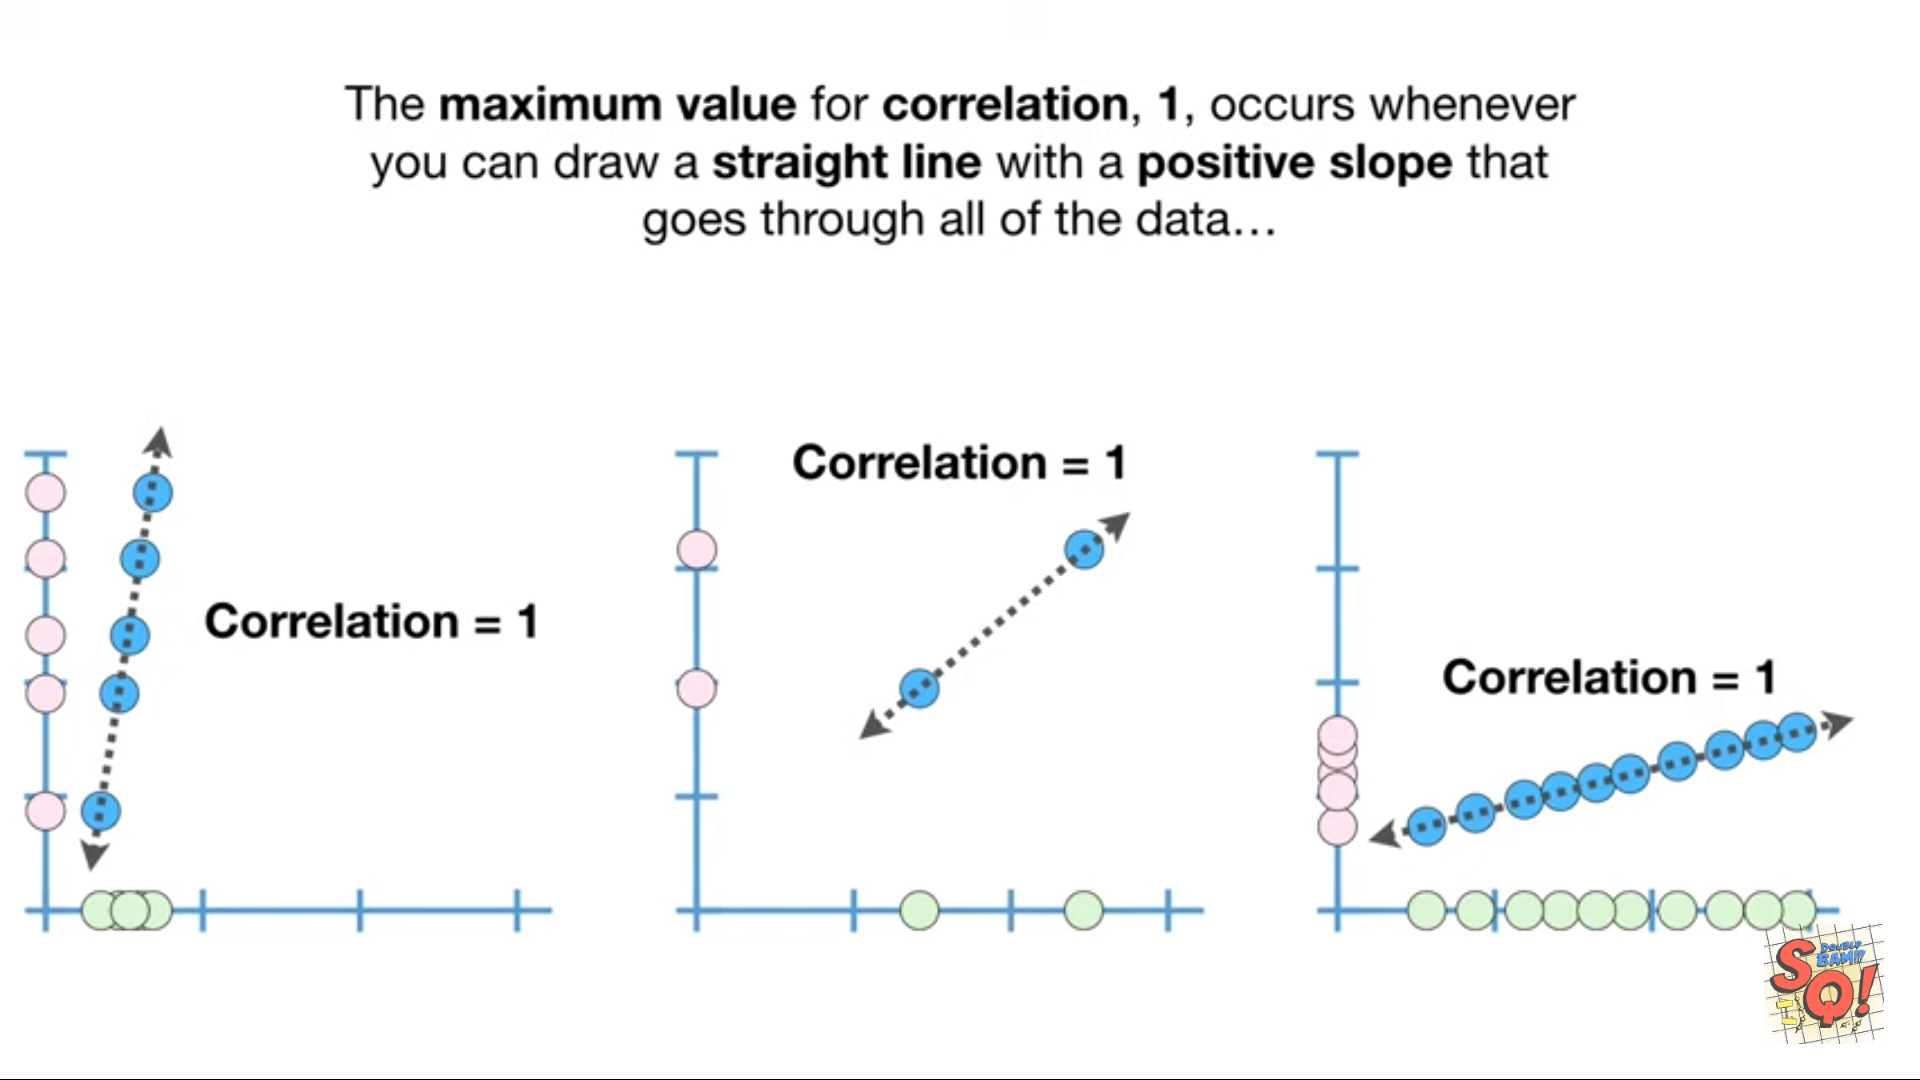 The maximum value for correlation, 1, occurs whenever
you can draw a straight line with a positive slope that
goes through all of the data...
Correlation = 1
Correlation = 1
Correlation = 1
DOUBLE
BAM!!!
SQ!